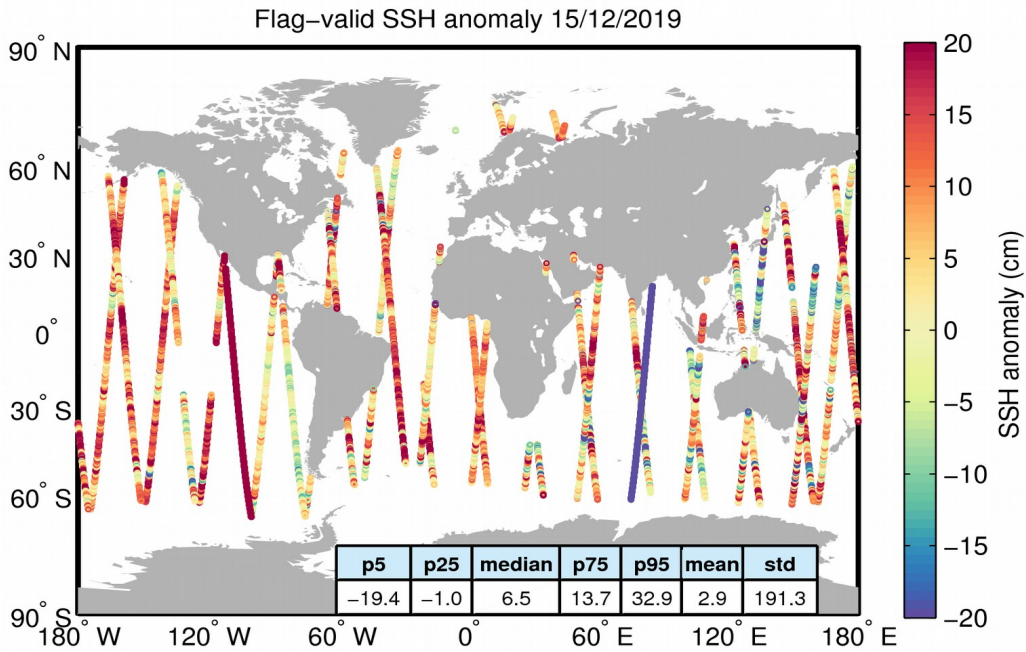 Flag−valid SSH anomaly 15/12/2019
90° N
60° N
30° N
0°
30° S
60° S
90° S
180° W 120° W 60° W 0° 60° E 120° E 180° E
p5 p25 median p75 p95 mean std
−19.4 −1.0 6.5 13.7 32.9 2.9 191.3
20
15
10
5
0
−5
−10
−15
−20
SSH anomaly (cm)